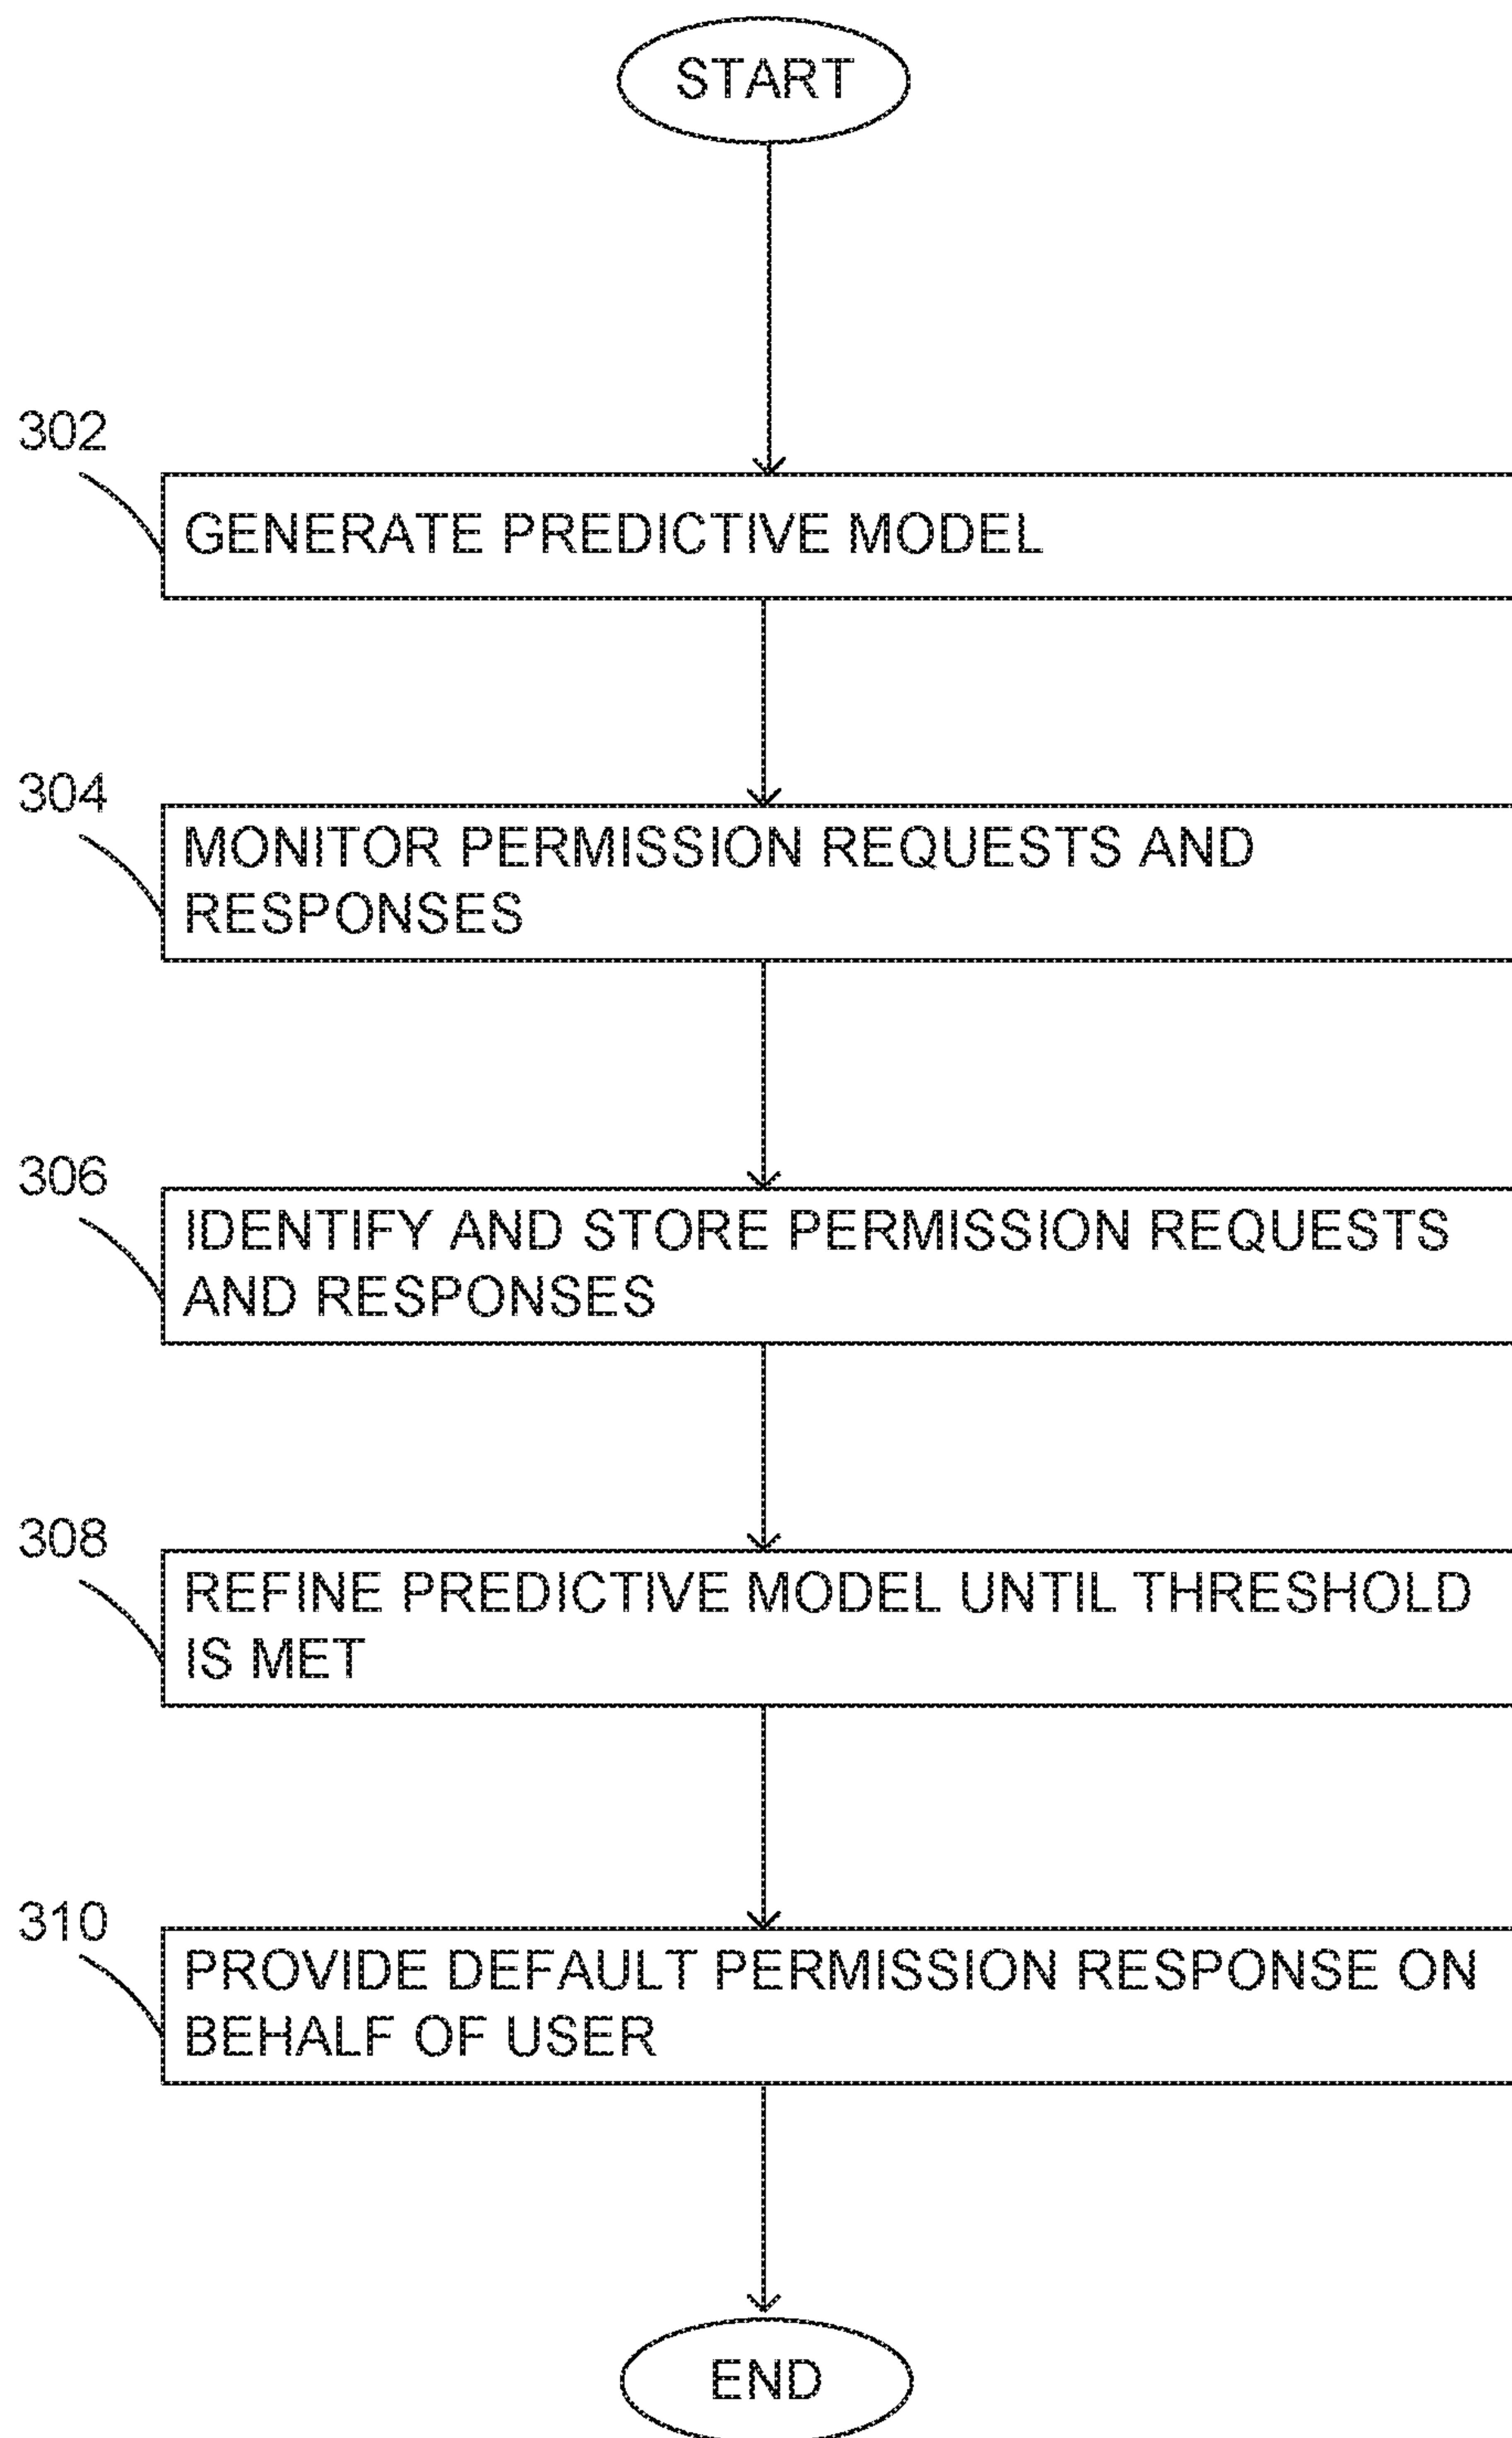 START
302
GENERATE PREDICTIVE MODEL
304
MONITOR PERMISSION REQUESTS AND
RESPONSES
306
IDENTIFY AND STORE PERMISSION REQUESTS
AND RESPONSES
308
REFINE PREDICTIVE MODEL UNTIL THRESHOLD
IS MET
310
PROVIDE DEFAULT PERMISSION RESPONSE ON
BEHALF OF USER
END